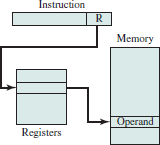 Instruction
R
Memory
Operand
Registers